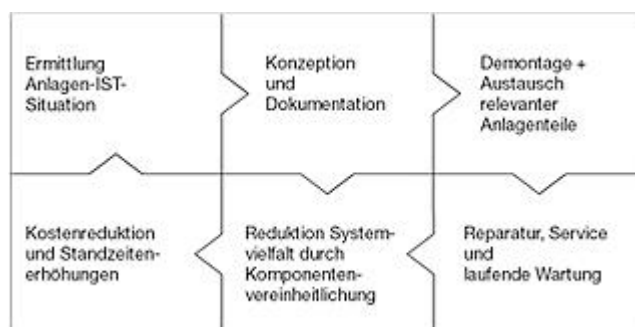 Ermittlung
Anlagen-IST-
Situation
Konzeption
und
Dokumentation
Demontage +
Austausch
relevanter
Anlagenteile
Kostenreduktion
und Standzeiten-
erhöhungen
Reduktion System-
vielfalt durch
Komponenten-
vereinheitlichung
Reparatur, Service
und
laufende Wartung